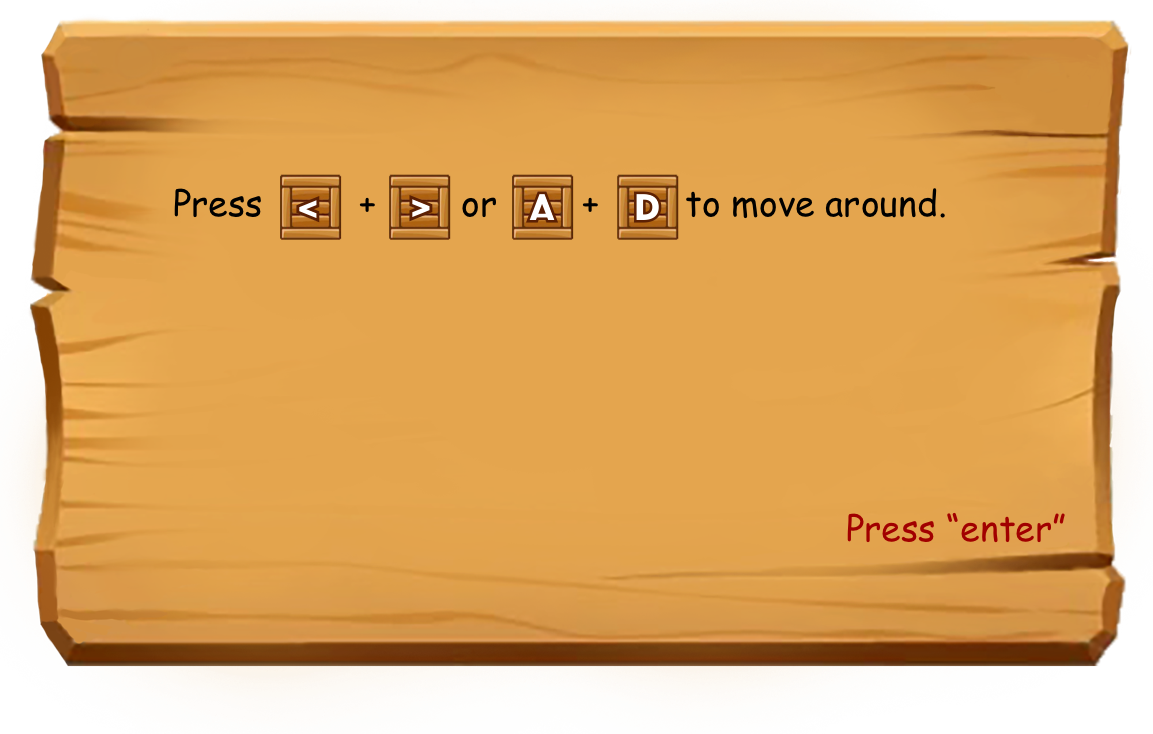 Press < + > or A + D to move around.
Press “enter”